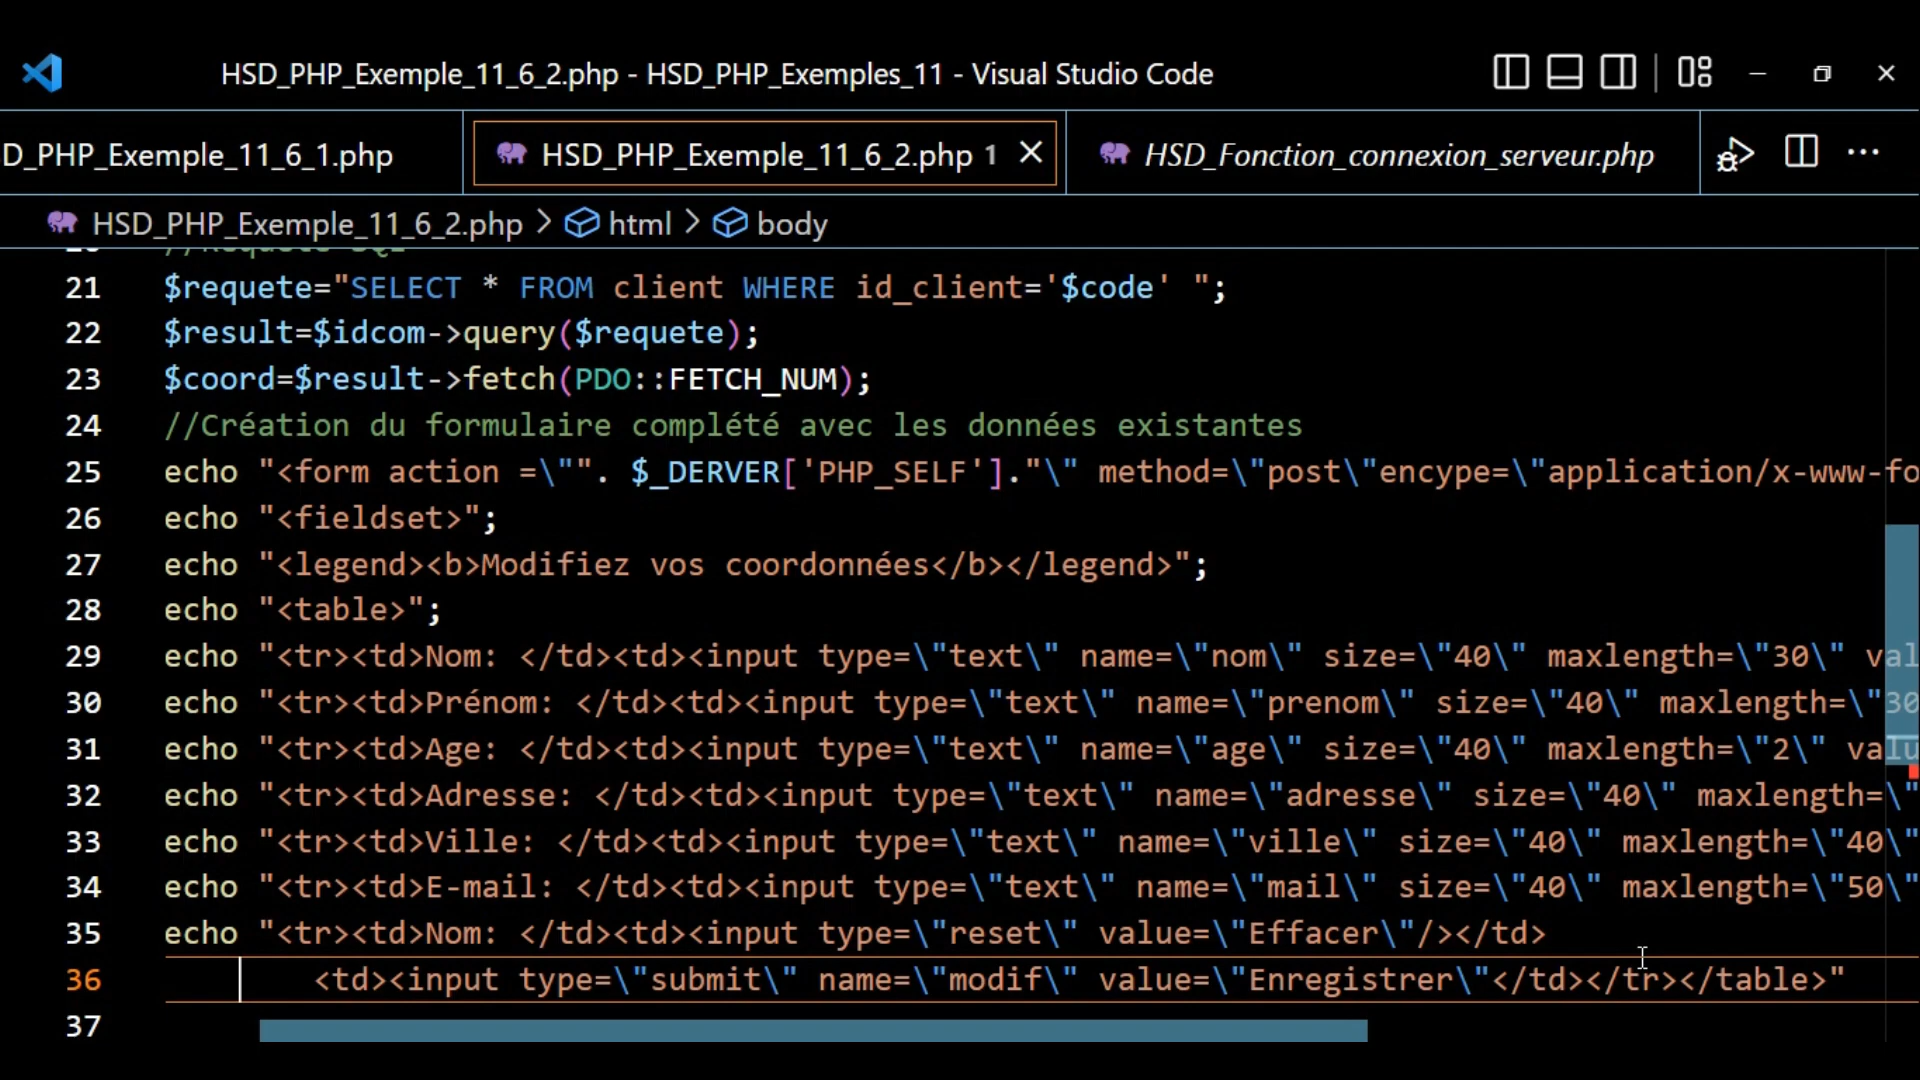 HSD_PHP_Exemple_11_6_2.php - HSD_PHP_Exemples_11 - Visual Studio Code
D_PHP_Exemple_11_6_1.php HSD_PHP_Exemple_11_6_2.php 1 HSD_Fonction_connexion_serveur.php
HSD_PHP_Exemple_11_6_2.php > html > body
21 $requete="SELECT * FROM client WHERE id_client='$code' ";
22 $result=$idcom->query($requete);
23 $coord=$result->fetch(PDO::FETCH_NUM);
24 //Création du formulaire complété avec les données existantes
25 echo "<form action =\"". $_DERVER['PHP_SELF']."\" method=\"post\"encype=\"application/x-www-fo
26 echo "<fieldset>";
27 echo "<legend><b>Modifiez vos coordonnées</b></legend>";
28 echo "<table>";
29 echo "<tr><td>Nom: </td><td><input type=\"text\" name=\"nom\" size=\"40\" maxlength=\"30\" val
30 echo "<tr><td>Prénom: </td><td><input type=\"text\" name=\"prenom\" size=\"40\" maxlength=\"30
31 echo "<tr><td>Age: </td><td><input type=\"text\" name=\"age\" size=\"40\" maxlength=\"2\" valu
32 echo "<tr><td>Adresse: </td><td><input type=\"text\" name=\"adresse\" size=\"40\" maxlength=\"
33 echo "<tr><td>Ville: </td><td><input type=\"text\" name=\"ville\" size=\"40\" maxlength=\"40\"
34 echo "<tr><td>E-mail: </td><td><input type=\"text\" name=\"mail\" size=\"40\" maxlength=\"50\"
35 echo "<tr><td>Nom: </td><td><input type=\"reset\" value=\"Effacer\"/></td>
36 <td><input type=\"submit\" name=\"modif\" value=\"Enregistrer\"</td></tr></table>"
37